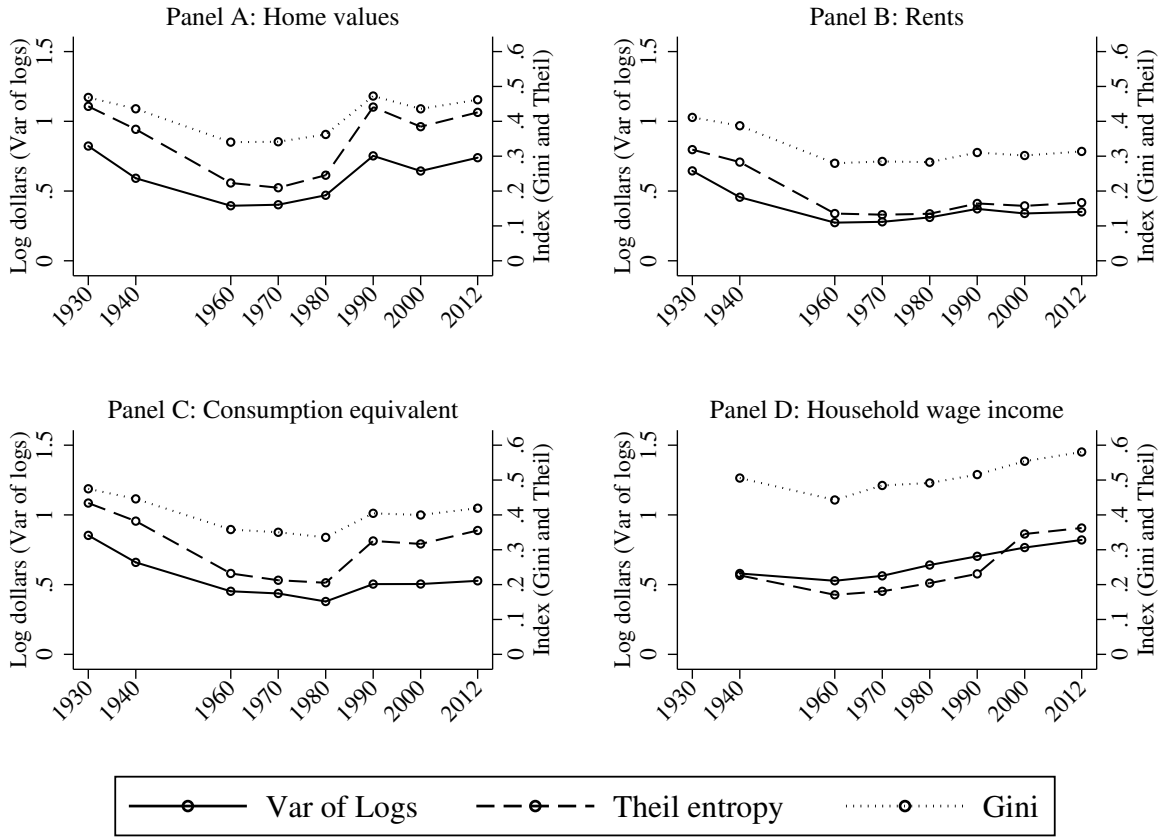 Panel A: Home values
Log dollars (Var of logs)
0 .5 1 1.5
0 .1 .2 .3 .4 .5 .6
Index (Gini and Theil)
1930 1940 1960 1970 1980 1990 2000 2012
Panel B: Rents
Log dollars (Var of logs)
0 .5 1 1.5
0 .1 .2 .3 .4 .5 .6
Index (Gini and Theil)
1930 1940 1960 1970 1980 1990 2000 2012
Panel C: Consumption equivalent
Log dollars (Var of logs)
0 .5 1 1.5
0 .1 .2 .3 .4 .5 .6
Index (Gini and Theil)
1930 1940 1960 1970 1980 1990 2000 2012
Panel D: Household wage income
Log dollars (Var of logs)
0 .5 1 1.5
0 .1 .2 .3 .4 .5 .6
Index (Gini and Theil)
1930 1940 1960 1970 1980 1990 2000 2012
Var of Logs Theil entropy Gini